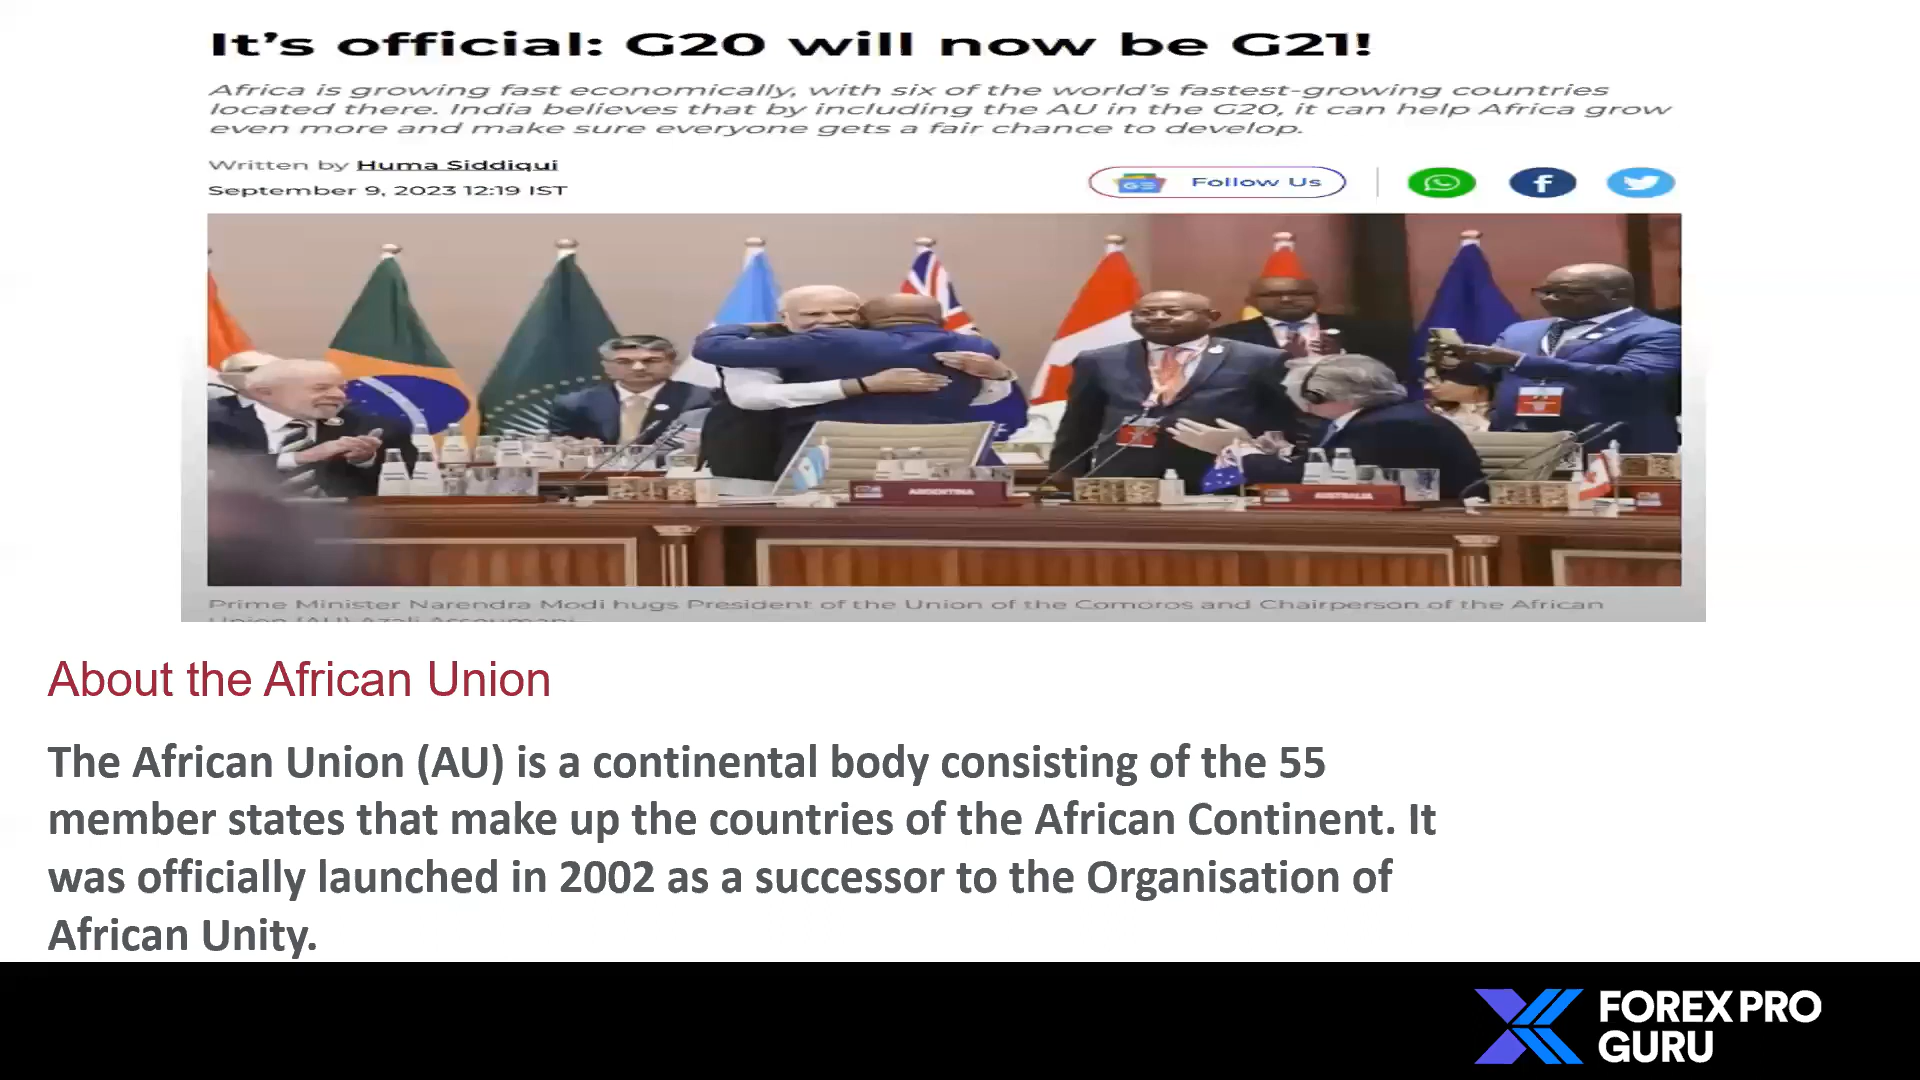 It's official: G20 will now be G21!
Africa is growing fast economically, with six of the world's fastest-growing countries
located there. India believes that by including the AU in the G20, it can help Africa grow
even more and make sure everyone gets a fair chance to develop.
Written by Huma Siddiqui
September 9, 2023 12:19 IST
Follow Us
ARGENTINA
AUSTRALIA
Prime Minister Narendra Modi hugs President of the Union of the Comoros and Chairperson of the African
Union (AU) Azali Assoumani
About the African Union
The African Union (AU) is a continental body consisting of the 55
member states that make up the countries of the African Continent. It
was officially launched in 2002 as a successor to the Organisation of
African Unity.
FOREX PRO
GURU